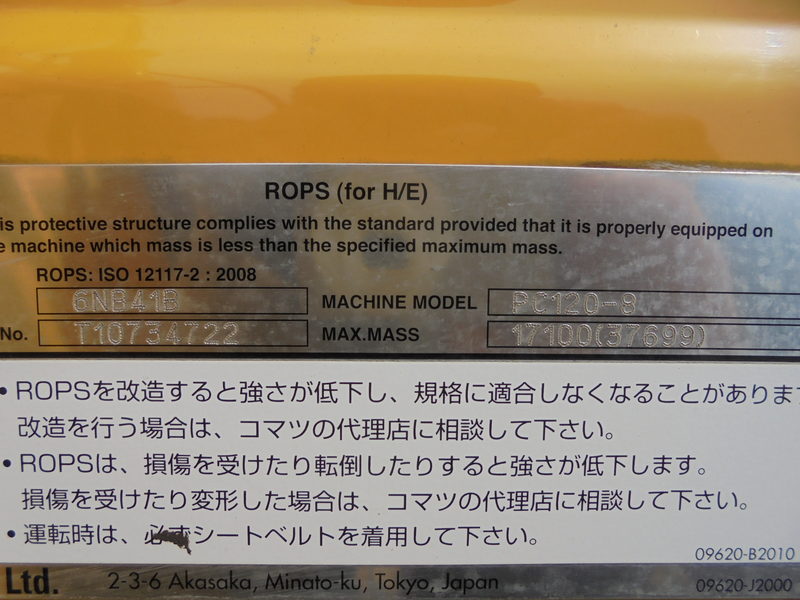 ROPS (for H/E)
is protective structure complies with the standard provided that it is properly equipped on
e machine which mass is less than the specified maximum mass.
ROPS: ISO 12117-2 : 2008
6NB41B MACHINE MODEL PC120-8
No. T10734722 MAX.MASS 17100(37699)
• ROPSを改造すると強さが低下し、規格に適合しなくなることがありま
改造を行う場合は、コマツの代理店に相談して下さい。
• ROPSは、損傷を受けたり転倒したりすると強さが低下します。
損傷を受けたり変形した場合は、コマツの代理店に相談して下さい。
• 運転時は、必ずシートベルトを着用して下さい。
09620-B2010
Ltd. 2-3-6 Akasaka, Minato-ku, Tokyo, Japan 09620-J2000